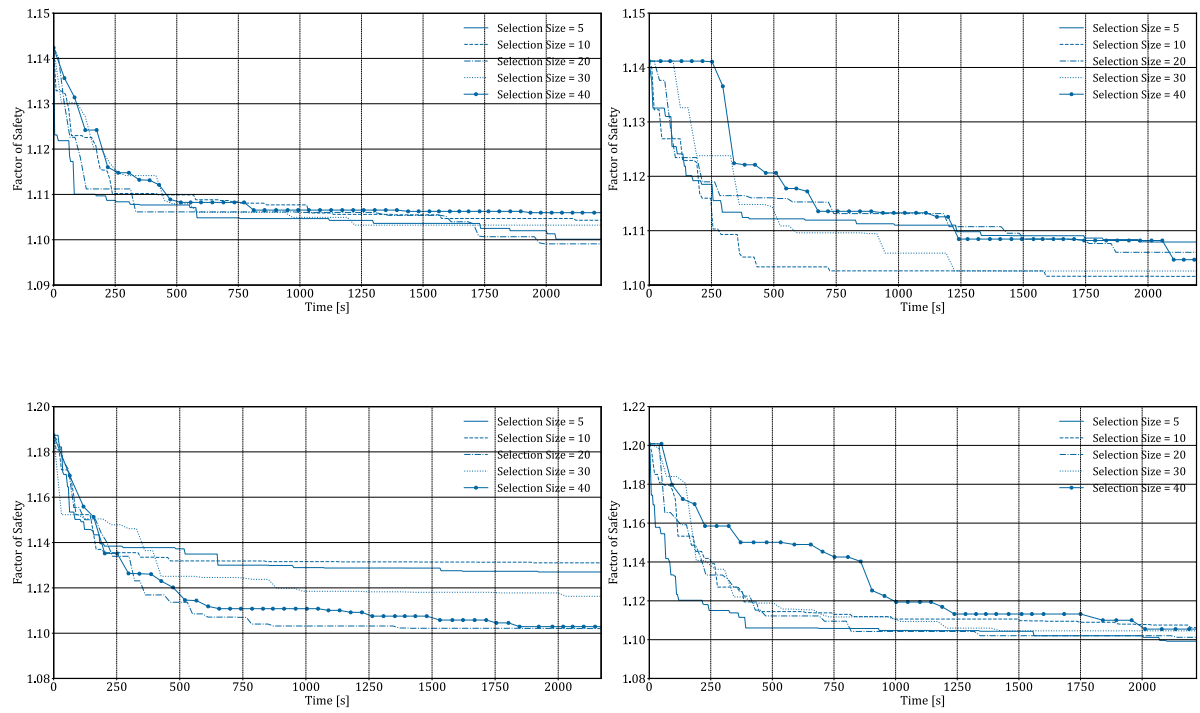 1.15
1.14
1.13
1.12
1.11
1.10
1.09
Factor of Safety
0
250
500
750
1000
1250
1500
1750
2000
Time [s]
Selection Size = 5
Selection Size = 10
Selection Size = 20
Selection Size = 30
Selection Size = 40
1.15
1.14
1.13
1.12
1.11
1.10
Factor of Safety
0
250
500
750
1000
1250
1500
1750
2000
Time [s]
Selection Size = 5
Selection Size = 10
Selection Size = 20
Selection Size = 30
Selection Size = 40
1.20
1.18
1.16
1.14
1.12
1.10
1.08
Factor of Safety
0
250
500
750
1000
1250
1500
1750
2000
Time [s]
Selection Size = 5
Selection Size = 10
Selection Size = 20
Selection Size = 30
Selection Size = 40
1.22
1.20
1.18
1.16
1.14
1.12
1.10
1.08
Factor of Safety
0
250
500
750
1000
1250
1500
1750
2000
Time [s]
Selection Size = 5
Selection Size = 10
Selection Size = 20
Selection Size = 30
Selection Size = 40